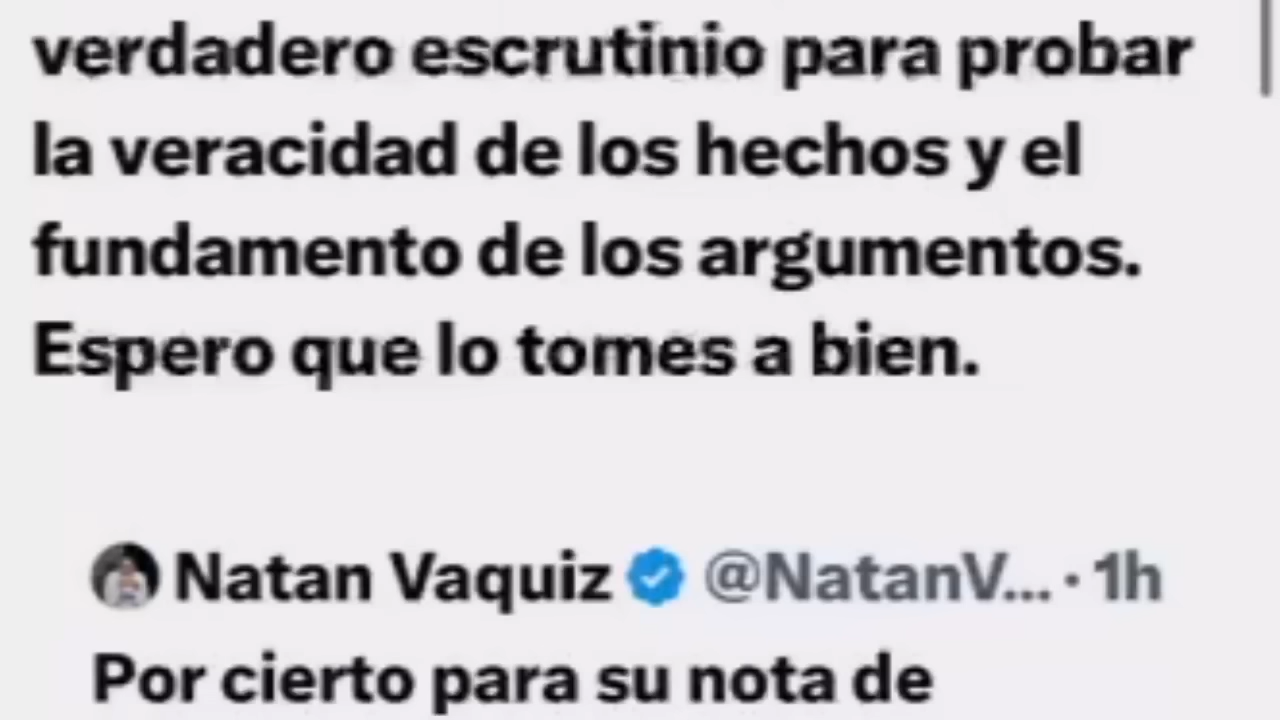 verdadero escrutinio para probar
la veracidad de los hechos y el
fundamento de los argumentos.
Espero que lo tomes a bien.
Natan Vaquiz @NatanV... · 1h
Por cierto para su nota de